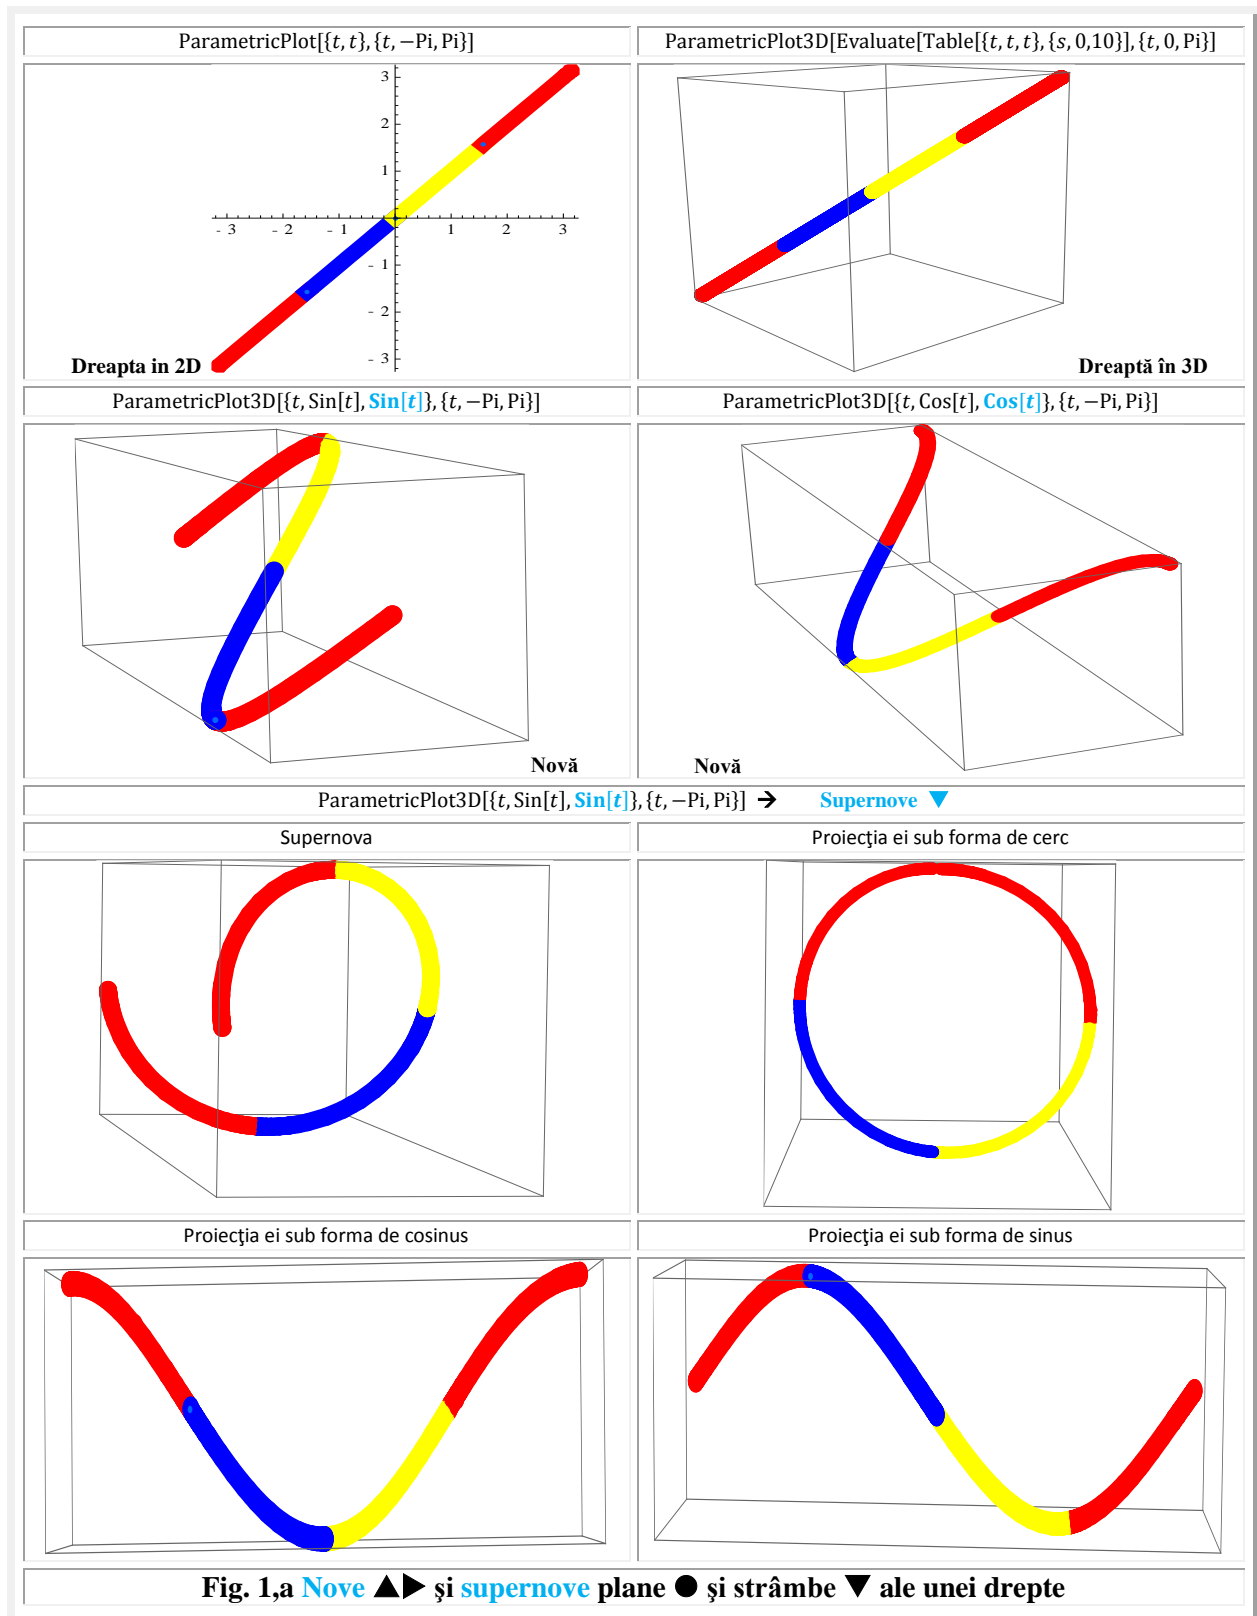 ParametricPlot[{t, t}, {t, −Pi, Pi}]
ParametricPlot3D[Evaluate[Table[{t, t, t}, {s, 0,10}], {t, 0, Pi}]
3
2
1
- 3 - 2 - 1 1 2 3
- 1
- 2
- 3
Dreapta in 2D
Dreaptă în 3D
ParametricPlot3D[{t, Sin[t], Sin[t]}, {t, −Pi, Pi}]
ParametricPlot3D[{t, Cos[t], Cos[t]}, {t, −Pi, Pi}]
Novă
Novă
ParametricPlot3D[{t, Sin[t], Sin[t]}, {t, −Pi, Pi}] → Supernove ▼
Supernova
Proiecţia ei sub forma de cerc
Proiecţia ei sub forma de cosinus
Proiecţia ei sub forma de sinus
Fig. 1,a Nove ▲► şi supernove plane ● şi strâmbe ▼ ale unei drepte